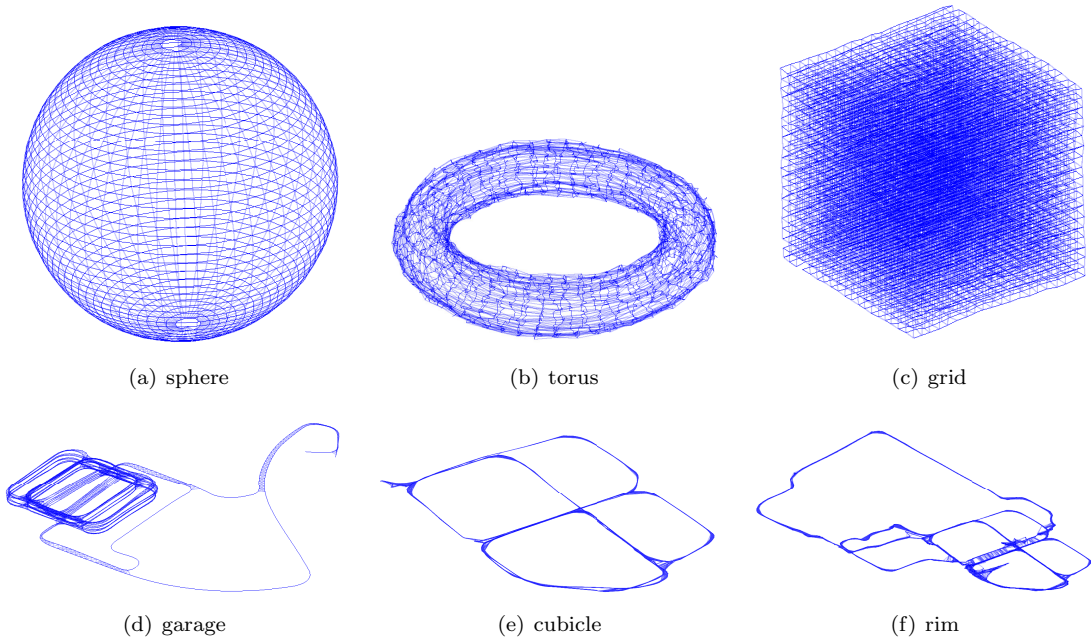 (a) sphere
(b) torus
(c) grid
(d) garage
(e) cubicle
(f) rim